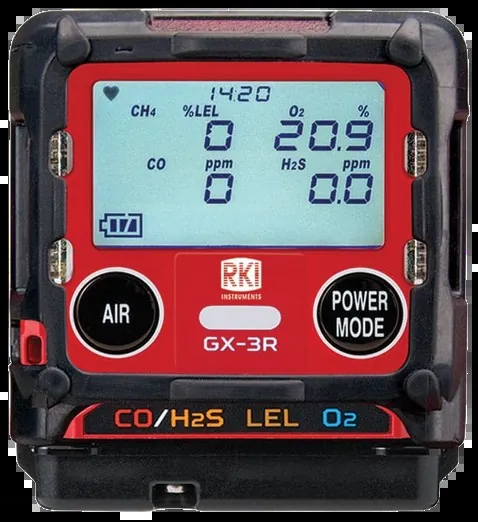 14:20
CH4 %LEL O2 %
0 20.9
CO ppm H2S ppm
0 0.0
RKI
INSTRUMENTS
AIR
POWER
MODE
GX-3R
CO/H2S LEL O2